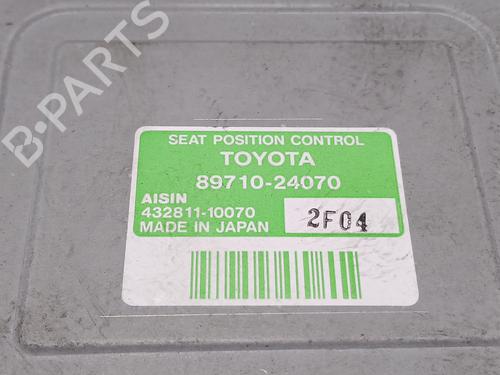 B-PARTS
SEAT POSITION CONTROL
TOYOTA
89710-24070
AISIN
432811-10070
2F04
MADE IN JAPAN